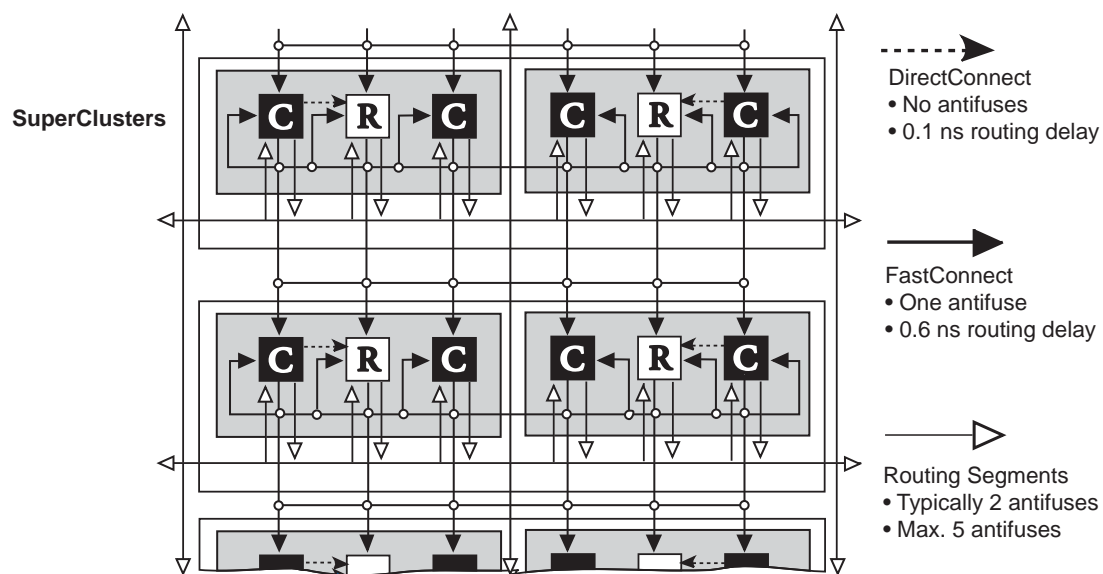 SuperClusters
C R C C R C
C R C C R C
DirectConnect
• No antifuses
• 0.1 ns routing delay
FastConnect
• One antifuse
• 0.6 ns routing delay
Routing Segments
• Typically 2 antifuses
• Max. 5 antifuses